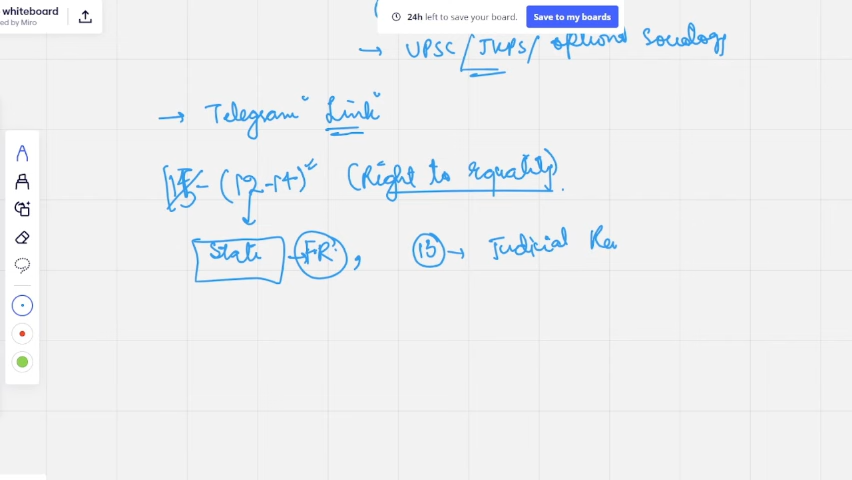 whiteboard
ed by Miro
24h left to save your board.
Save to my boards
→ UPSC / JKPS / optional Sociology
→ Telegram "Link"
(12-14) (Right to equality).
State → FR,
13 → Judicial Re